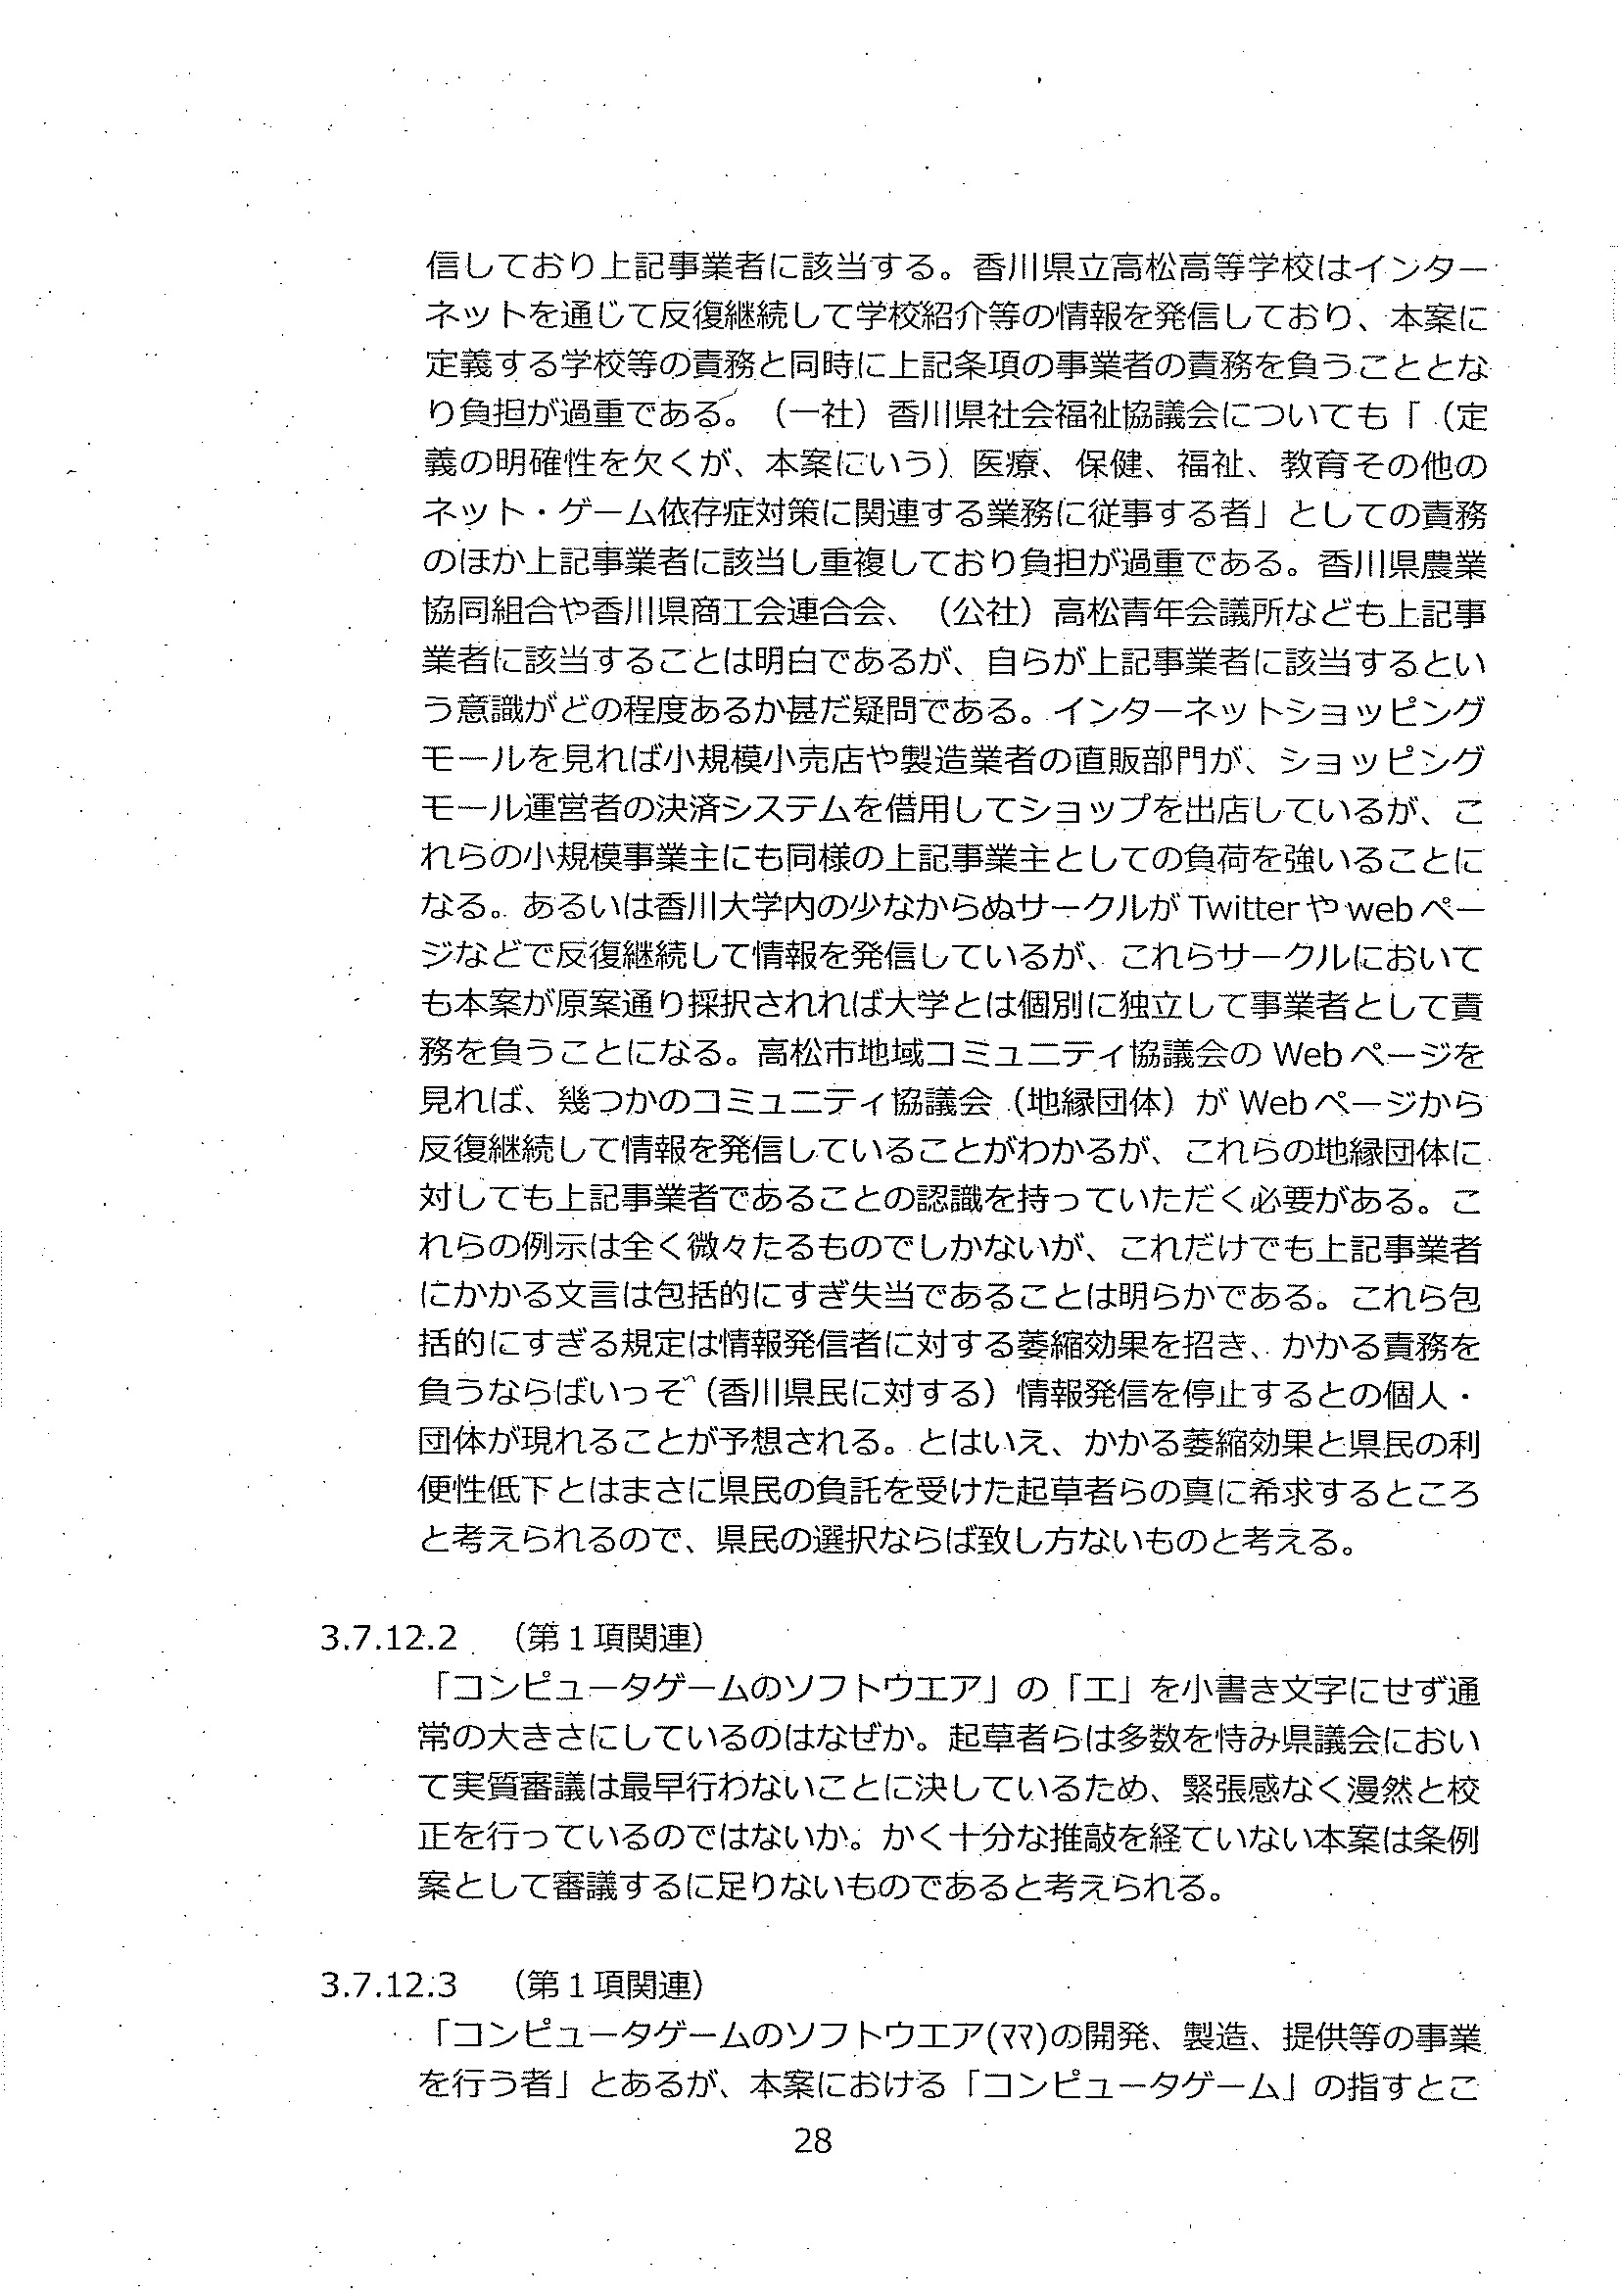 信しており上記事業者に該当する。香川県立高松高等学校はインター
ネットを通じて反復継続して学校紹介等の情報を発信しており、本案に
定義する学校等の責務と同時に上記条項の事業者の責務を負うこととな
り負担が過重である。（一社）香川県社会福祉協議会についても「（定
義の明確性を欠くが、本案にいう）医療、保健、福祉、教育その他の
ネット・ゲーム依存症対策に関連する業務に従事する者」としての責務
のほか上記事業者に該当し重複しており負担が過重である。香川県農業
協同組合や香川県商工会連合会、（公社）高松青年会議所なども上記事
業者に該当することは明白であるが、自らが上記事業者に該当するとい
う意識がどの程度あるか甚だ疑問である。インターネットショッピング
モールを見れば小規模小売店や製造業者の直販部門が、ショッピング
モール運営者の決済システムを借用してショップを出店しているが、こ
れらの小規模事業主にも同様の上記事業主としての負荷を強いることに
なる。あるいは香川大学内の少なからぬサークルが Twitter や web ペー
ジなどで反復継続して情報を発信しているが、これらサークルにおいて
も本案が原案通り採択されれば大学とは個別に独立して事業者として責
務を負うことになる。高松市地域コミュニティ協議会の Web ページを
見れば、幾つかのコミュニティ協議会（地縁団体）が Web ページから
反復継続して情報を発信していることがわかるが、これらの地縁団体に
対しても上記事業者であることの認識を持っていただく必要がある。こ
れらの例示は全く微々たるものでしかないが、これだけでも上記事業者
にかかる文言は包括的にすぎ失当であることは明らかである。これら包
括的にすぎる規定は情報発信者に対する萎縮効果を招き、かかる責務を
負うならばいっそ（香川県民に対する）情報発信を停止するとの個人・
団体が現れることが予想される。とはいえ、かかる萎縮効果と県民の利
便性低下とはまさに県民の負託を受けた起草者らの真に希求するところ
と考えられるので、県民の選択ならば致し方ないものと考える。
3.7.12.2 （第１項関連）
「コンピュータゲームのソフトウエア」の「エ」を小書き文字にせず通
常の大きさにしているのはなぜか。起草者らは多数を恃み県議会におい
て実質審議は最早行わないことに決しているため、緊張感なく漫然と校
正を行っているのではないか。かく十分な推敲を経ていない本案は条例
案として審議するに足りないものであると考えられる。
3.7.12.3 （第１項関連）
「コンピュータゲームのソフトウエア(ﾏﾏ)の開発、製造、提供等の事業
を行う者」とあるが、本案における「コンピュータゲーム」の指すとこ
28